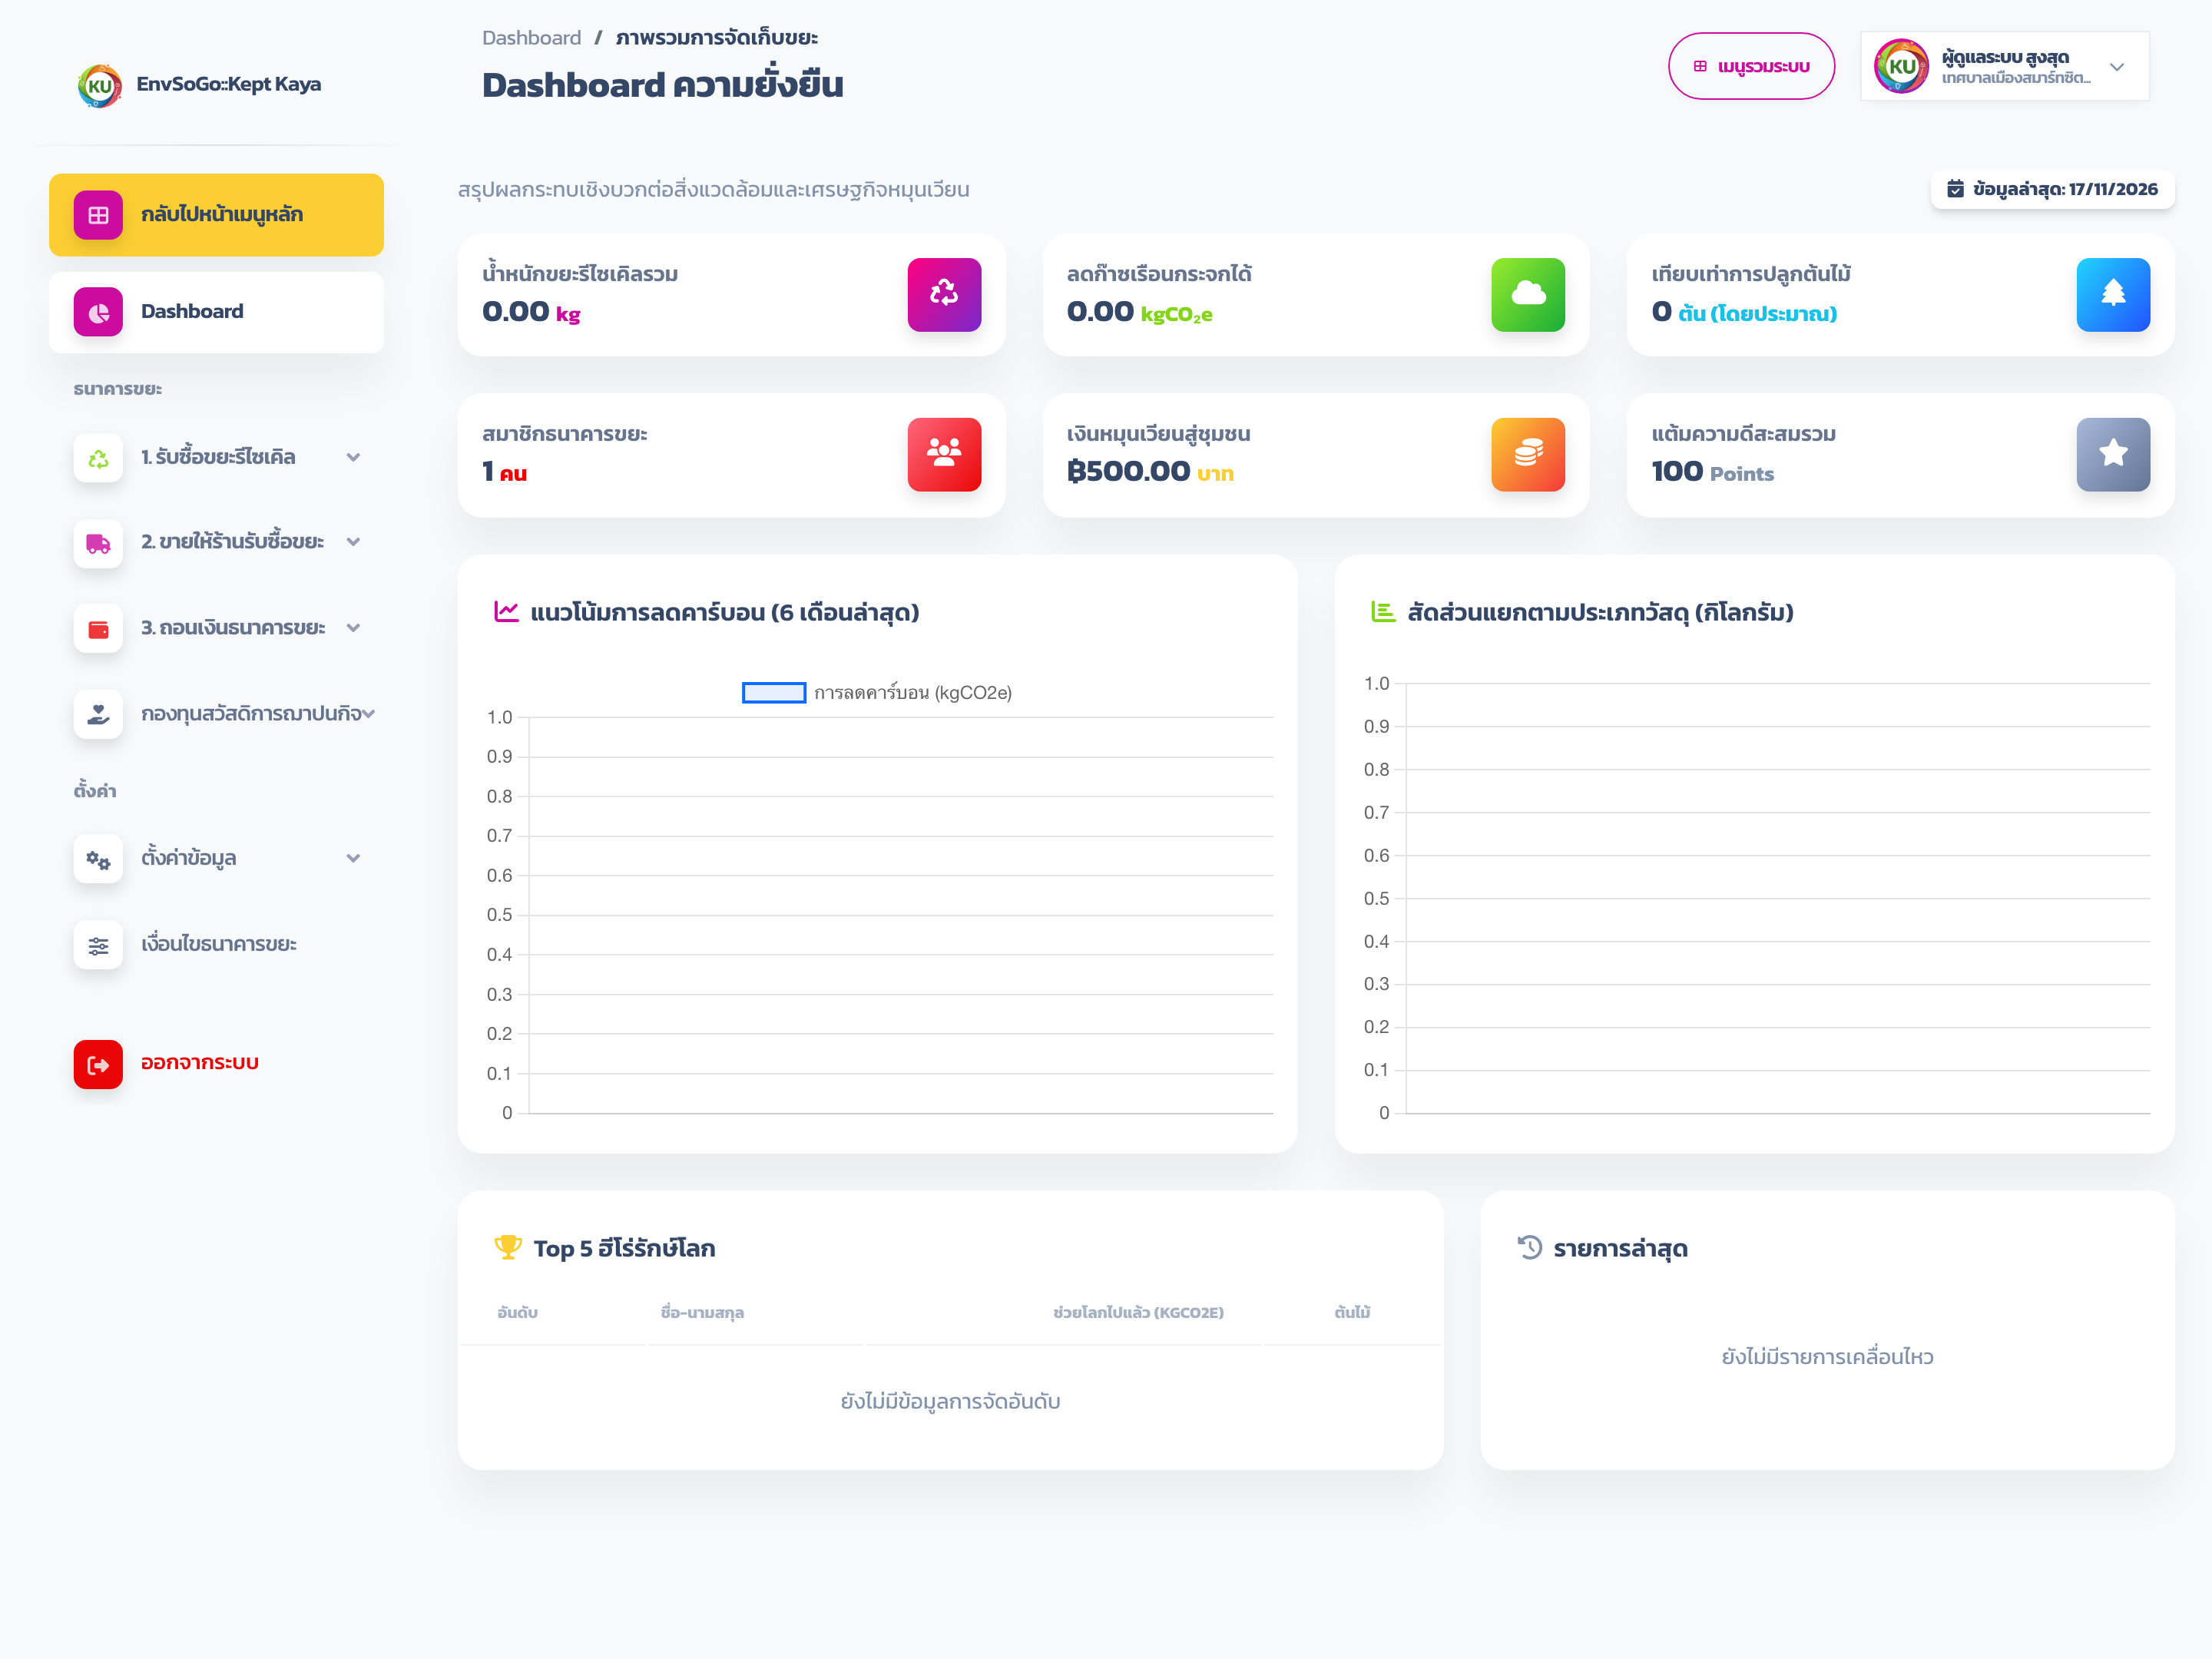 Dashboard / ภาพรวมการจัดเก็บขยะ
Dashboard ความยั่งยืน
เมนูรวมระบบ
KU
ผู้ดูแลระบบ สูงสุด
เทศบาลเมืองสมาร์ทซิต...
KU
EnvSoGo::Kept Kaya
กลับไปหน้าเมนูหลัก
Dashboard
ธนาคารขยะ
1. รับซื้อขยะรีไซเคิล
2. ขายให้ร้านรับซื้อขยะ
3. ถอนเงินธนาคารขยะ
กองทุนสวัสดิการฌาปนกิจ
ตั้งค่า
ตั้งค่าข้อมูล
เงื่อนไขธนาคารขยะ
ออกจากระบบ
สรุปผลกระทบเชิงบวกต่อสิ่งแวดล้อมและเศรษฐกิจหมุนเวียน
ข้อมูลล่าสุด: 17/11/2026
น้ำหนักขยะรีไซเคิลรวม
0.00 kg
ลดก๊าซเรือนกระจกได้
0.00 kgCO₂e
เทียบเท่าการปลูกต้นไม้
0 ต้น (โดยประมาณ)
สมาชิกธนาคารขยะ
1 คน
เงินหมุนเวียนสู่ชุมชน
฿500.00 บาท
แต้มความดีสะสมรวม
100 Points
แนวโน้มการลดคาร์บอน (6 เดือนล่าสุด)
การลดคาร์บอน (kgCO2e)
1.0
0.9
0.8
0.7
0.6
0.5
0.4
0.3
0.2
0.1
0
สัดส่วนแยกตามประเภทวัสดุ (กิโลกรัม)
1.0
0.9
0.8
0.7
0.6
0.5
0.4
0.3
0.2
0.1
0
Top 5 ฮีโร่รักษ์โลก
อันดับ ชื่อ-นามสกุล ช่วยโลกไปแล้ว (KGCO2E) ต้นไม้
ยังไม่มีข้อมูลการจัดอันดับ
รายการล่าสุด
ยังไม่มีรายการเคลื่อนไหว